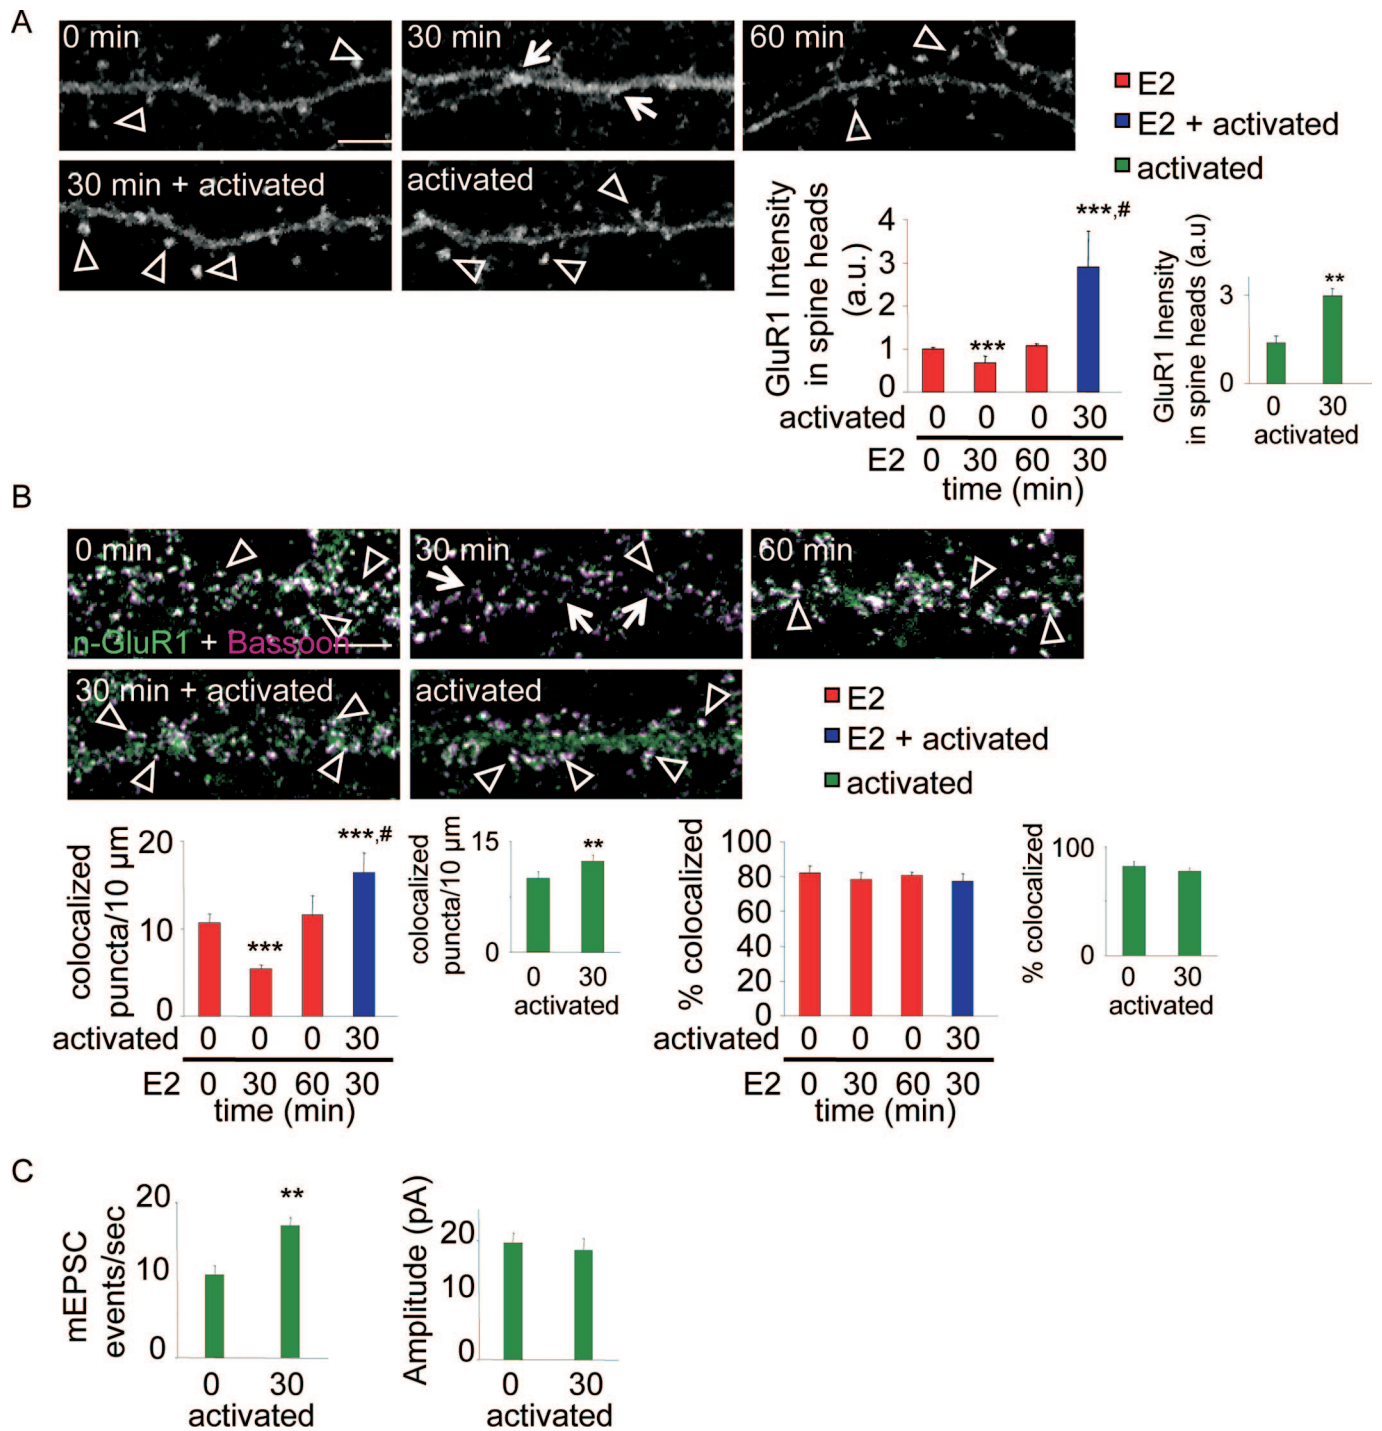 A
0 min
30 min
60 min
30 min + activated
activated
E2
E2 + activated
activated
GluR1 Intensity
in spine heads
(a.u.)
4
3
2
1
0
***
***,#
activated 0 0 0 30
E2 0 30 60 30
time (min)
GluR1 Inensity
in spine heads (a.u)
3
0
**
0 30
activated
B
0 min
n-GluR1 + Bassoon
30 min
60 min
30 min + activated
activated
E2
E2 + activated
activated
colocalized
puncta/10 µm
20
10
0
***
***,#
activated 0 0 0 30
E2 0 30 60 30
time (min)
colocalized
puncta/10 µm
15
0
**
0 30
activated
% colocalized
100
80
60
40
20
0
activated 0 0 0 30
E2 0 30 60 30
time (min)
% colocalized
100
0
0 30
activated
C
mEPSC
events/sec
20
10
0
**
0 30
activated
Amplitude (pA)
20
10
0
0 30
activated